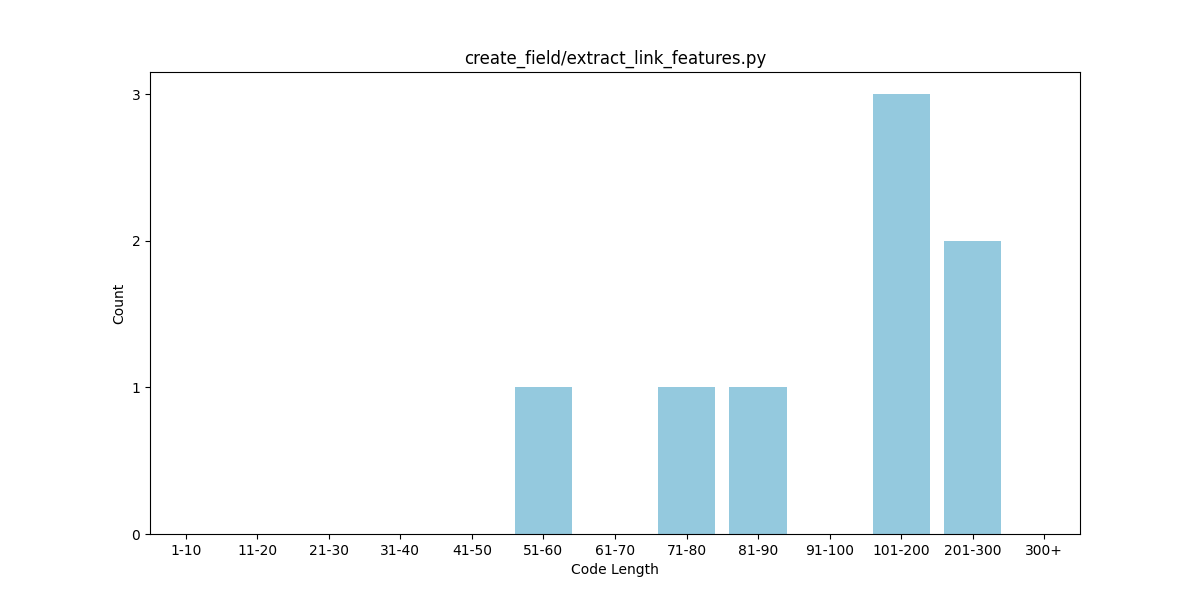 create_field/extract_link_features.py
3
2
1
0
Count
1-10 11-20 21-30 31-40 41-50 51-60 61-70 71-80 81-90 91-100 101-200 201-300 300+
Code Length